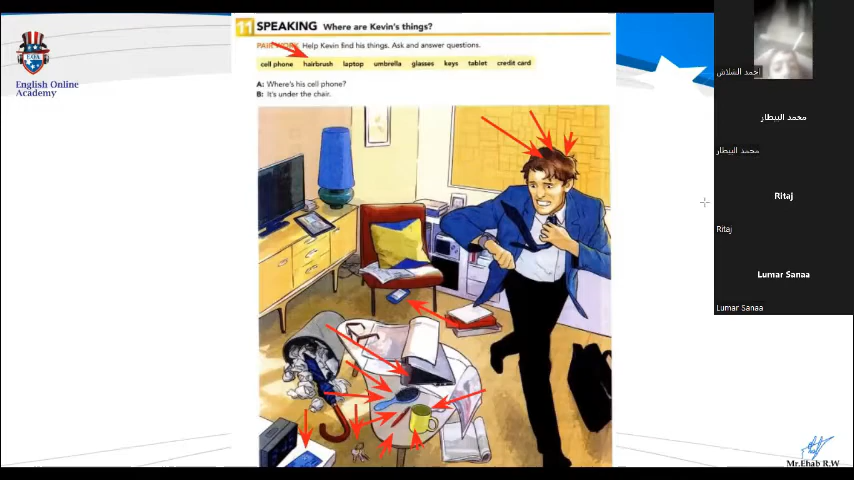 11 SPEAKING Where are Kevin's things?
PAIR WORK Help Kevin find his things. Ask and answer questions.
cell phone hairbrush laptop umbrella glasses keys tablet credit card
A: Where's his cell phone?
B: It's under the chair.
EOA
English Online
Academy
احمد الشلاش
محمد البيطار
محمد البيطار
Ritaj
Ritaj
Lumar Sanaa
Lumar Sanaa
Mr.Ehab R.W